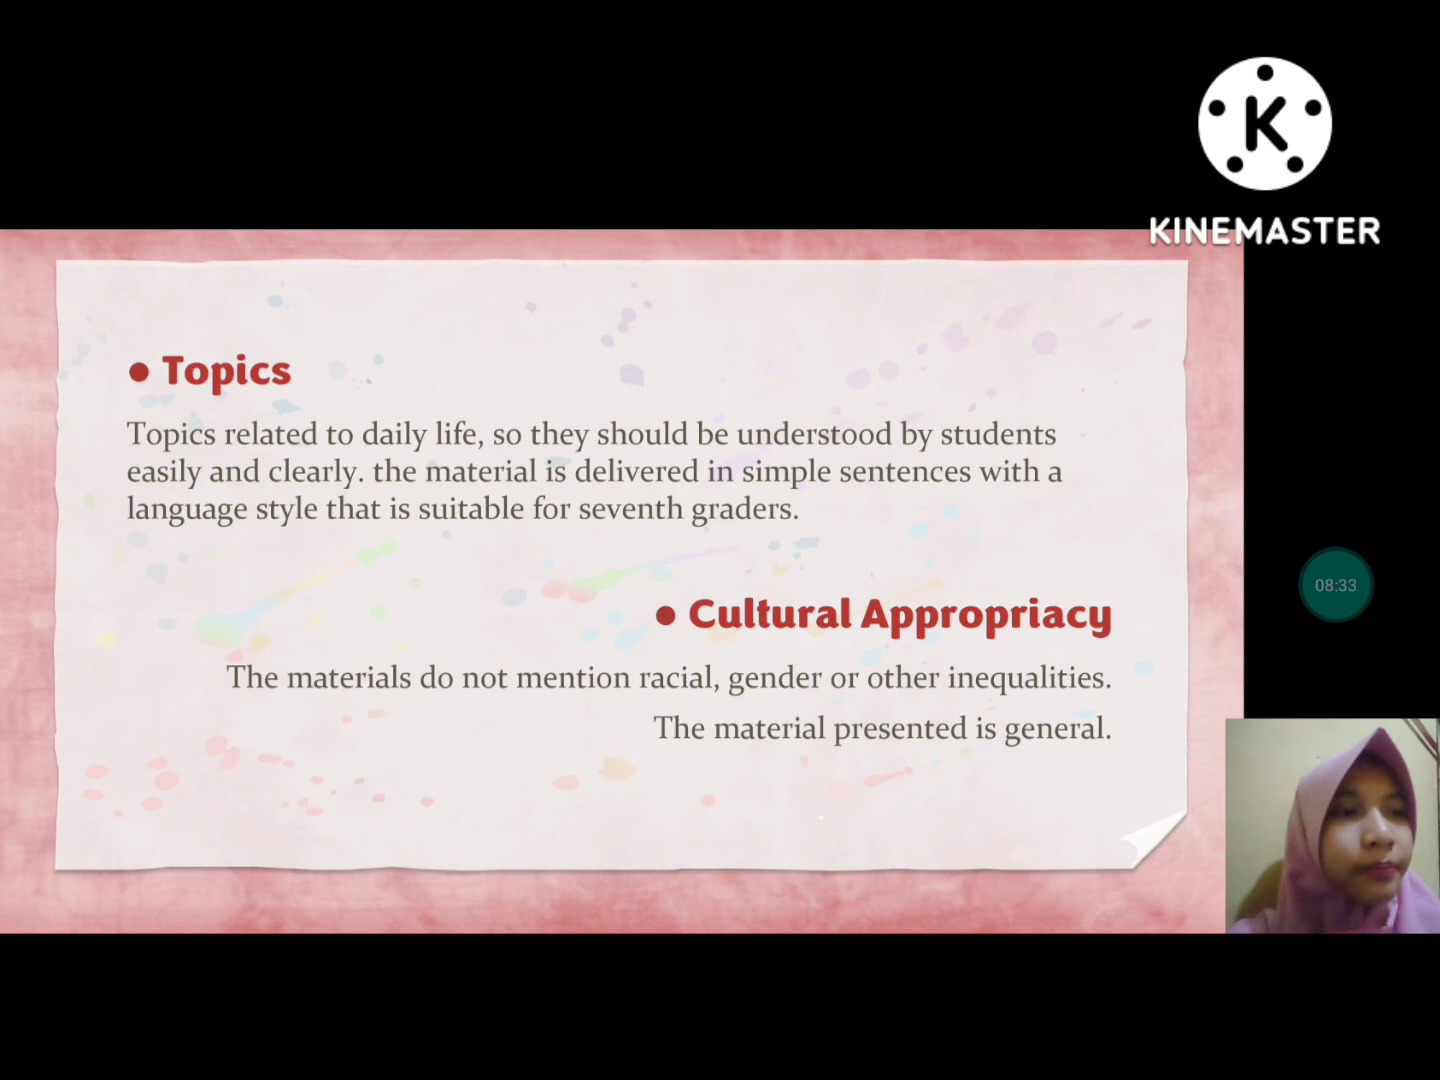 K
KINEMASTER
● Topics
Topics related to daily life, so they should be understood by students
easily and clearly. the material is delivered in simple sentences with a
language style that is suitable for seventh graders.
● Cultural Appropriacy
The materials do not mention racial, gender or other inequalities.
The material presented is general.
08:33